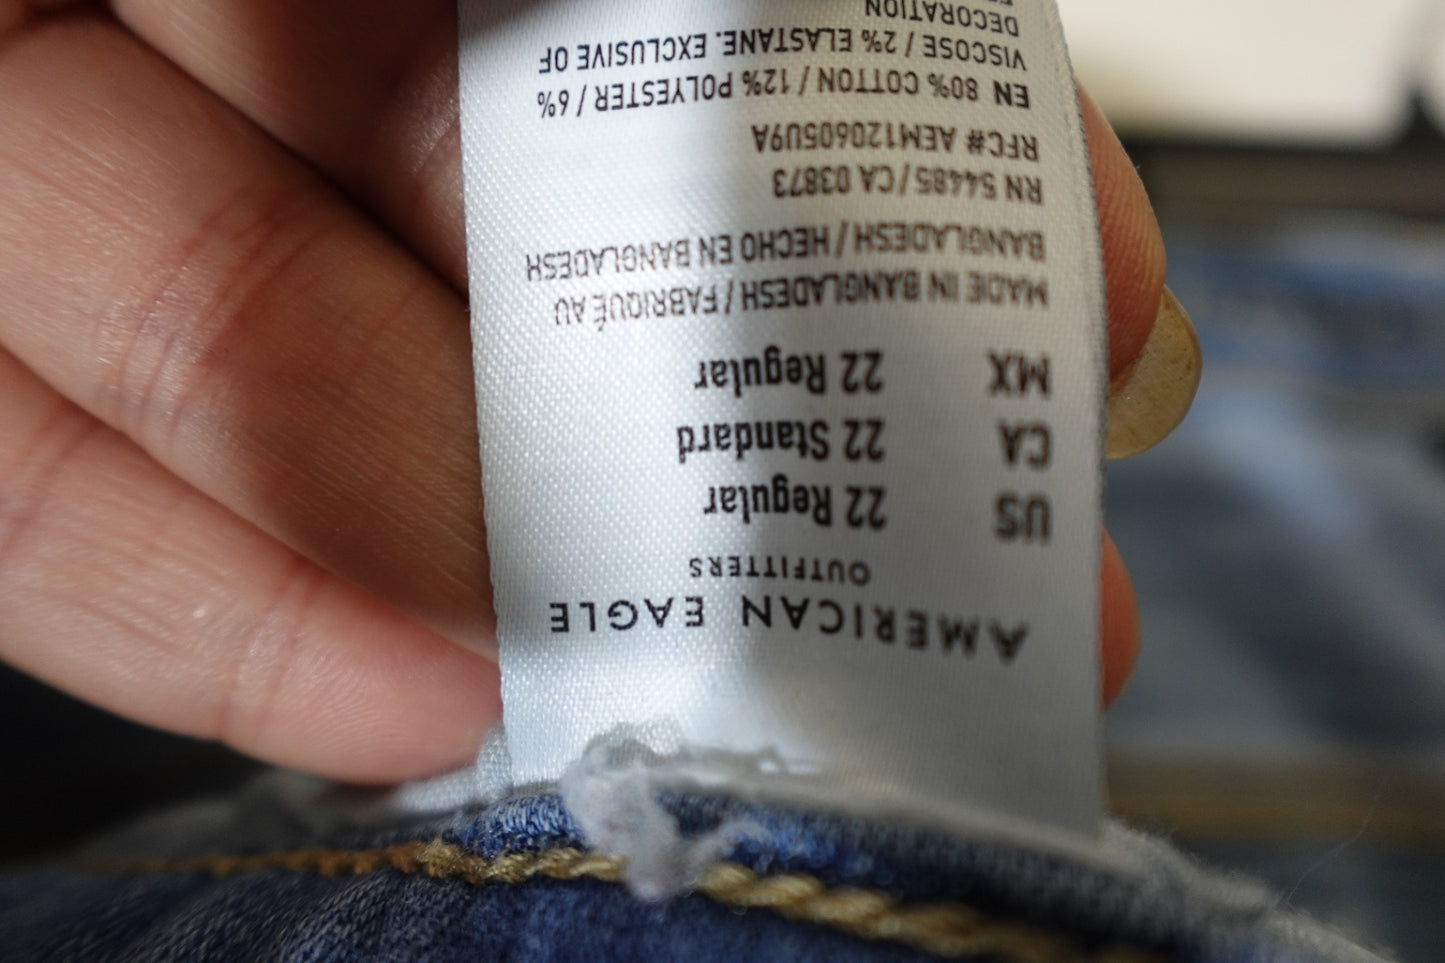 AMERICAN EAGLE
OUTFITTERS
US 22 Regular
CA 22 Standard
MX 22 Regular
MADE IN BANGLADESH / FABRIQUÉ AU
BANGLADESH / HECHO EN BANGLADESH
RN 54485/CA 03873
RFC# AEM120605U9A
EN 80% COTTON / 12% POLYESTER / 6%
VISCOSE / 2% ELASTANE. EXCLUSIVE OF
DECORATION